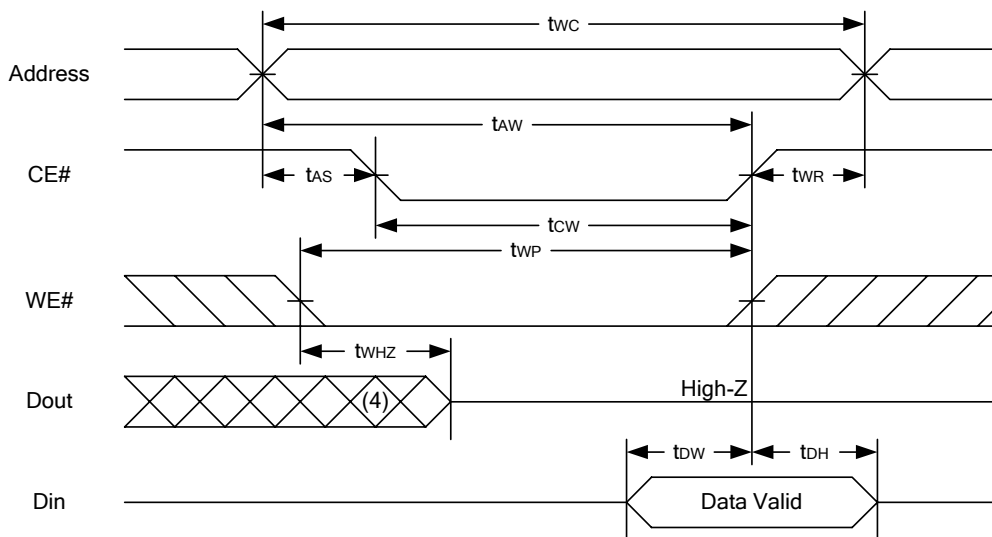 tWC
Address
tAW
CE#
tAS
tWR
tCW
tWP
WE#
tWHZ
Dout
(4)
High-Z
tDW
tDH
Din
Data Valid